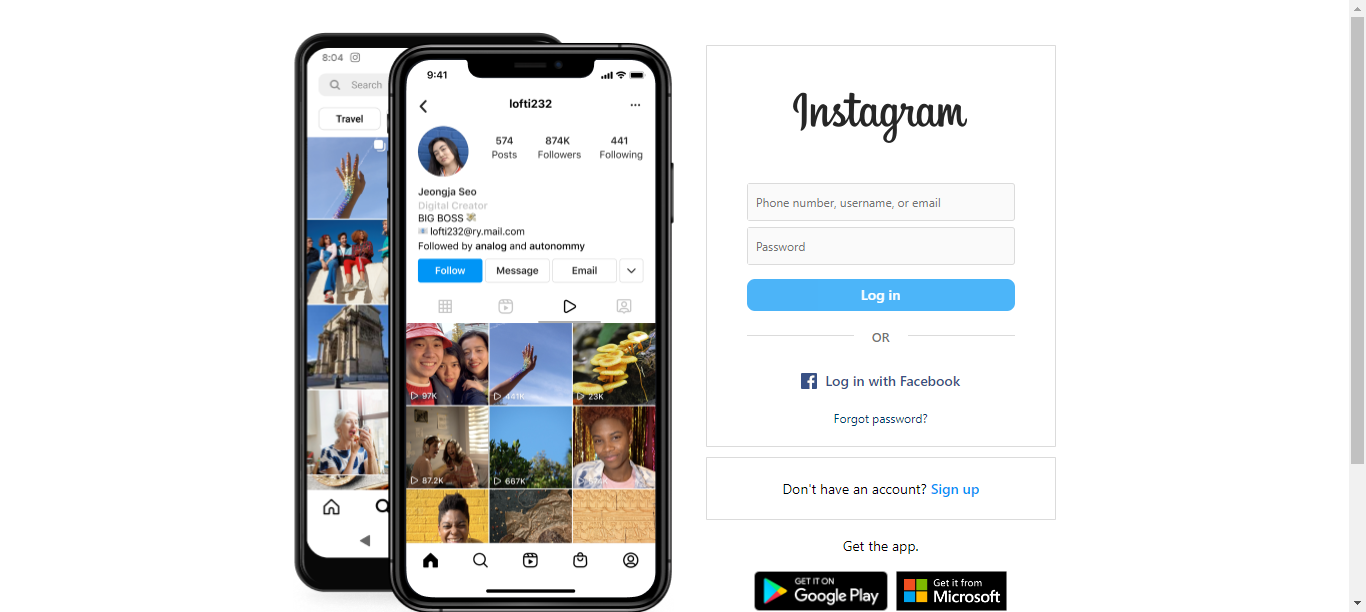 8:04
Search
Travel
9:41
lofti232
574
874K
441
Posts
Followers
Following
Jeongja Seo
Digital Creator
BIG BOSS
lofti232@ry.mail.com
Followed by analog and autonommy
Follow
Message
Email
97K
441K
23K
87.2K
667K
Instagram
Phone number, username, or email
Password
Log in
OR
Log in with Facebook
Forgot password?
Don't have an account? Sign up
Get the app.
GET IT ON
Google Play
Get it from
Microsoft